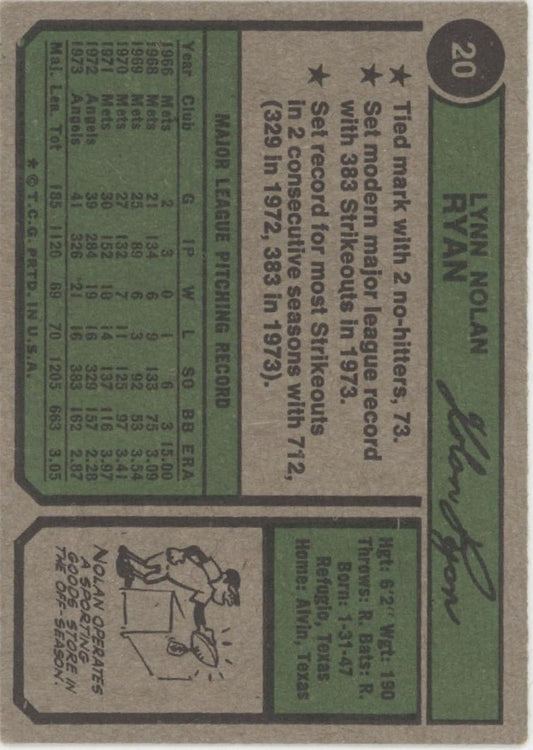 20
LYNN NOLAN
RYAN
Nolan Ryan
Hgt: 6'2" Wgt: 190
Throws: R. Bats: R.
Born: 1-31-47
Refugio, Texas
Home: Alvin, Texas
★ Tied mark with 2 no-hitters, 73.
★ Set modern major league record
with 383 Strikeouts in 1973.
★ Set record for most Strikeouts
in 2 consecutive seasons with 712,
(329 in 1972, 383 in 1973).
MAJOR LEAGUE PITCHING RECORD
Year Club G IP W L SO BB ERA
1966 Mets 2 3 0 1 6 3 15.00
1968 Mets 21 134 6 9 133 75 3.09
1969 Mets 25 89 6 3 92 53 3.54
1970 Mets 27 132 7 11 125 97 3.41
1971 Mets 30 152 10 14 137 116 3.97
1972 Angels 39 284 19 16 329 157 2.28
1973 Angels 41 326 21 16 383 162 2.87
Maj. Lea. Tot 185 1120 69 70 1205 663 3.05
* © T.C.G. PRTD. IN U.S.A.
$
NOLAN OPERATES
A SPORTING
GOODS STORE IN
THE OFF-SEASON.